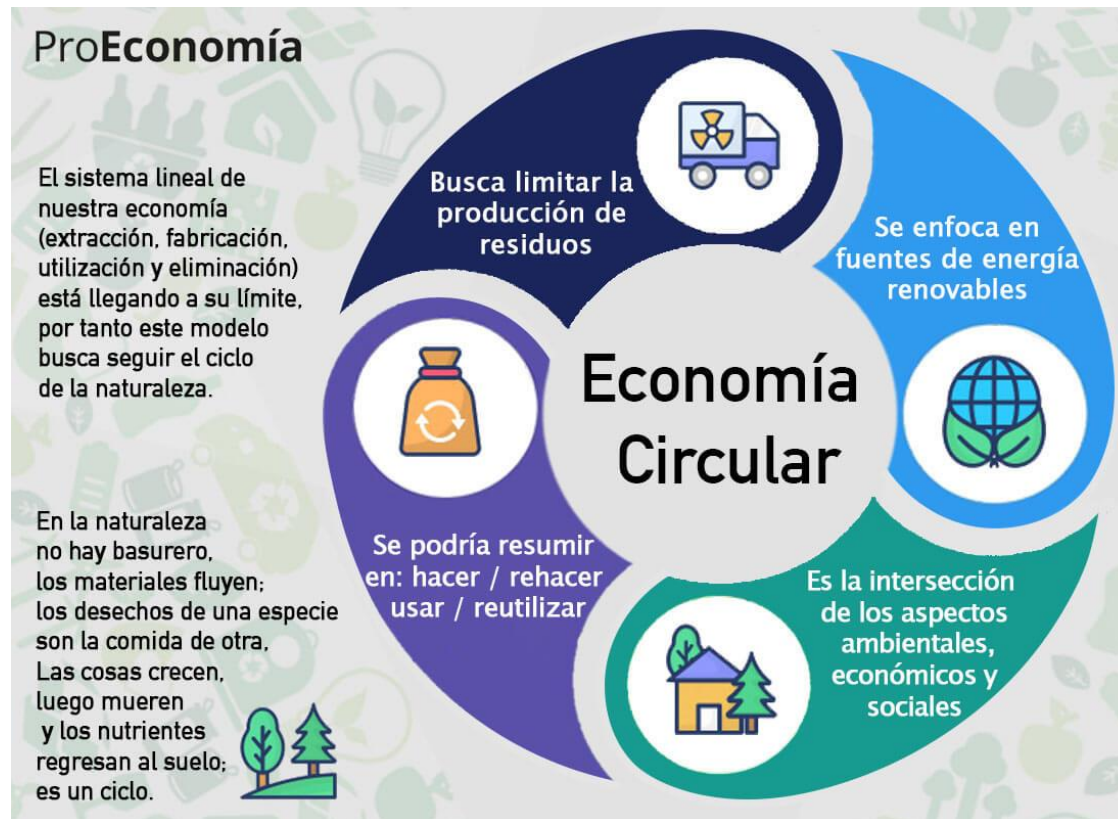 ProEconomía
El sistema lineal de
nuestra economía
(extracción, fabricación,
utilización y eliminación)
está llegando a su límite,
por tanto este modelo
busca seguir el ciclo
de la naturaleza.
En la naturaleza
no hay basurero,
los materiales fluyen;
los desechos de una especie
son la comida de otra,
Las cosas crecen,
luego mueren
y los nutrientes
regresan al suelo;
es un ciclo.
Economía
Circular
Busca limitar la
producción de
residuos
Se enfoca en
fuentes de energía
renovables
Es la intersección
de los aspectos
ambientales,
económicos y
sociales
Se podría resumir
en: hacer / rehacer
usar / reutilizar